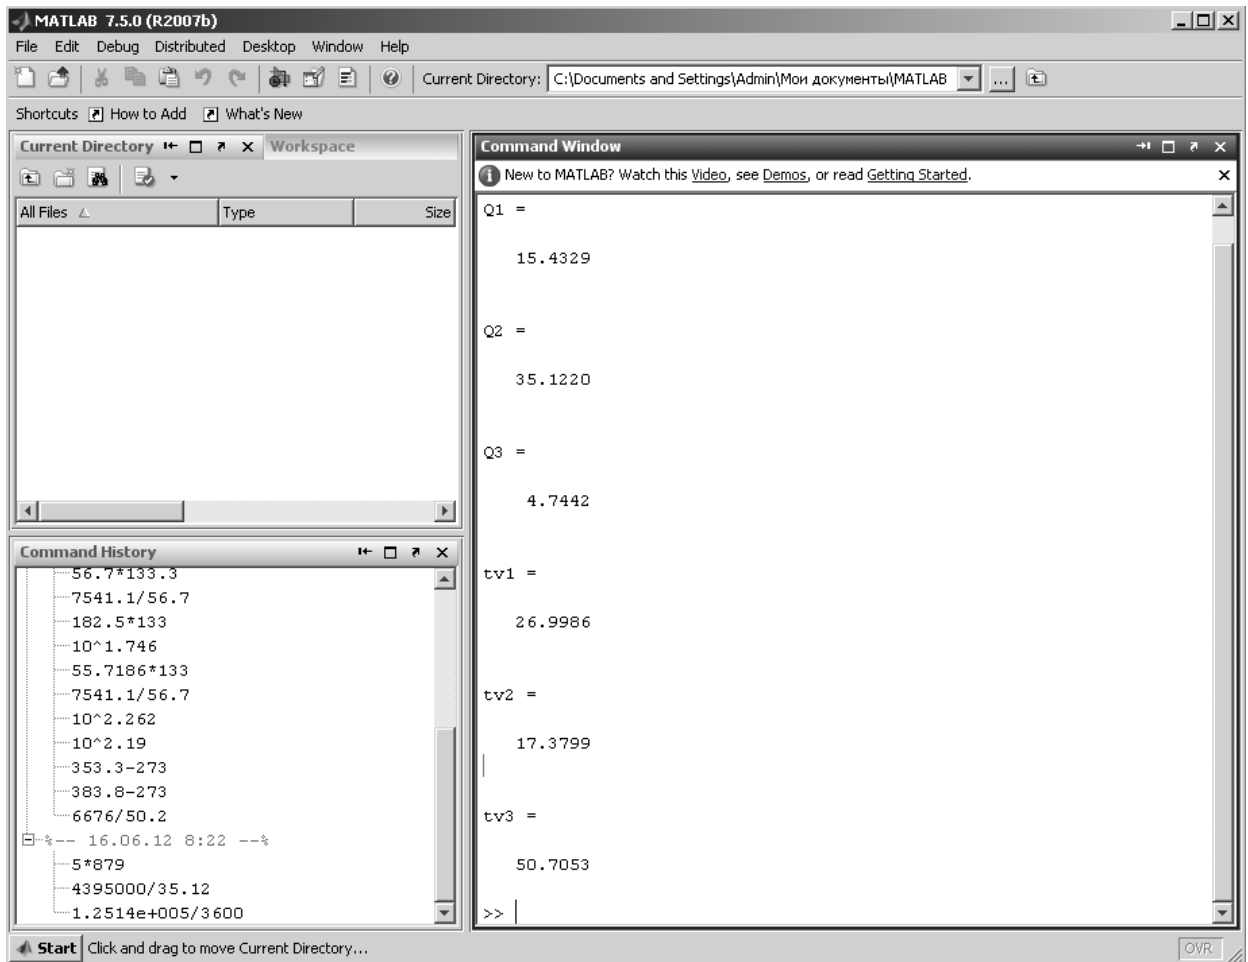 MATLAB 7.5.0 (R2007b)
File Edit Debug Distributed Desktop Window Help
Current Directory: C:\Documents and Settings\Admin\Мои документы\MATLAB ...
Shortcuts How to Add What's New
Current Directory Workspace
All Files Type Size
Command History
56.7*133.3
7541.1/56.7
182.5*133
10^1.746
55.7186*133
7541.1/56.7
10^2.262
10^2.19
353.3-273
383.8-273
6676/50.2
%-- 16.06.12 8:22 --%
5*879
4395000/35.12
1.2514e+005/3600
Command Window
New to MATLAB? Watch this Video, see Demos, or read Getting Started.
Q1 =
15.4329
Q2 =
35.1220
Q3 =
4.7442
tv1 =
26.9986
tv2 =
17.3799
tv3 =
50.7053
>>
Start Click and drag to move Current Directory...
OVR